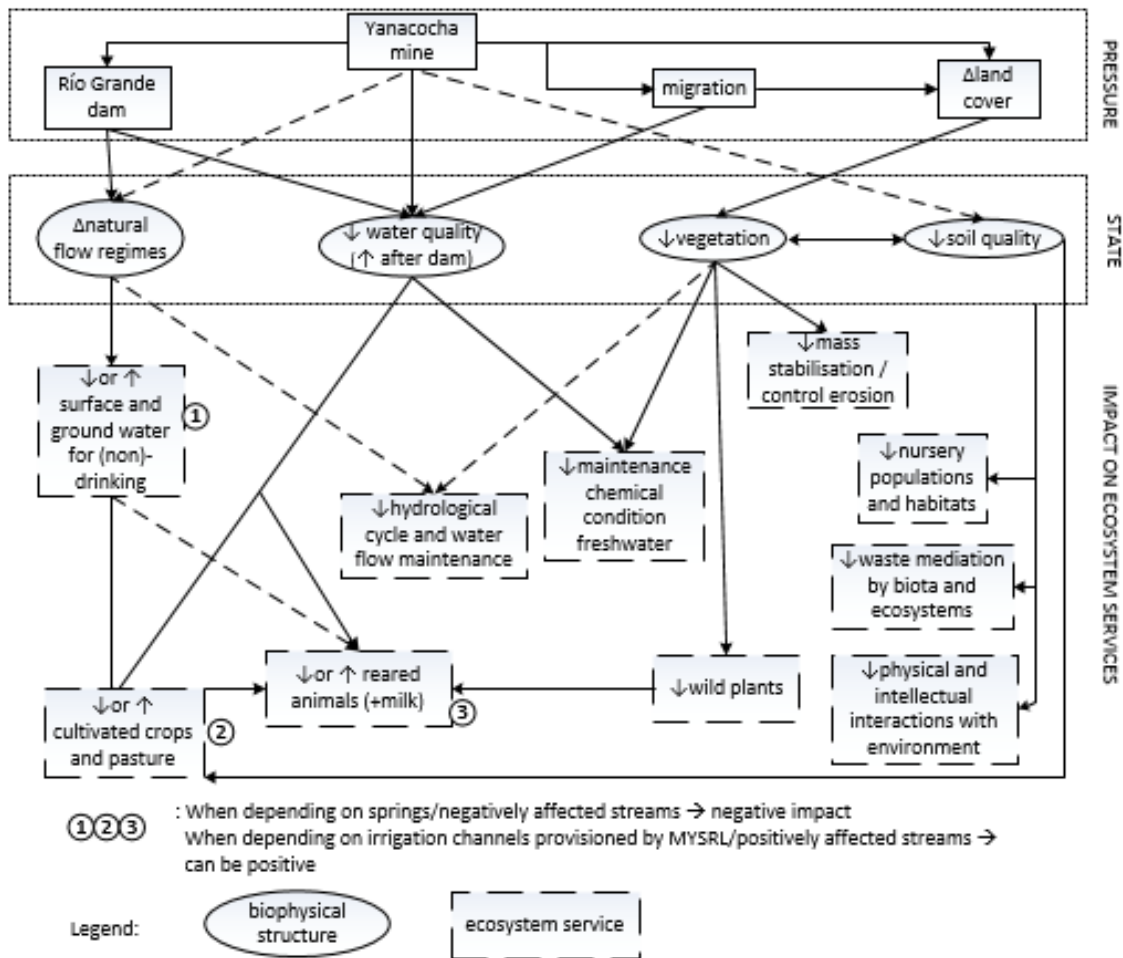 Yanacocha
mine
Río Grande
dam
migration
Δland
cover
PRESSURE
Δnatural
flow regimes
↓ water quality
(↑ after dam)
↓vegetation
↓soil quality
STATE
↓mass
stabilisation /
control erosion
↓or ↑
surface and
ground water
for (non)-
drinking
①
↓nursery
populations
and habitats
↓maintenance
chemical
condition
freshwater
↓hydrological
cycle and water
flow maintenance
↓waste mediation
by biota and
ecosystems
IMPACT ON ECOSYSTEM SERVICES
↓or ↑
cultivated crops
and pasture
②
↓or ↑ reared
animals (+milk)
③
↓wild plants
↓physical and
intellectual
interactions with
environment
①②③ : When depending on springs/negatively affected streams → negative impact
When depending on irrigation channels provisioned by MYSRL/positively affected streams →
can be positive
Legend:
biophysical
structure
ecosystem
service